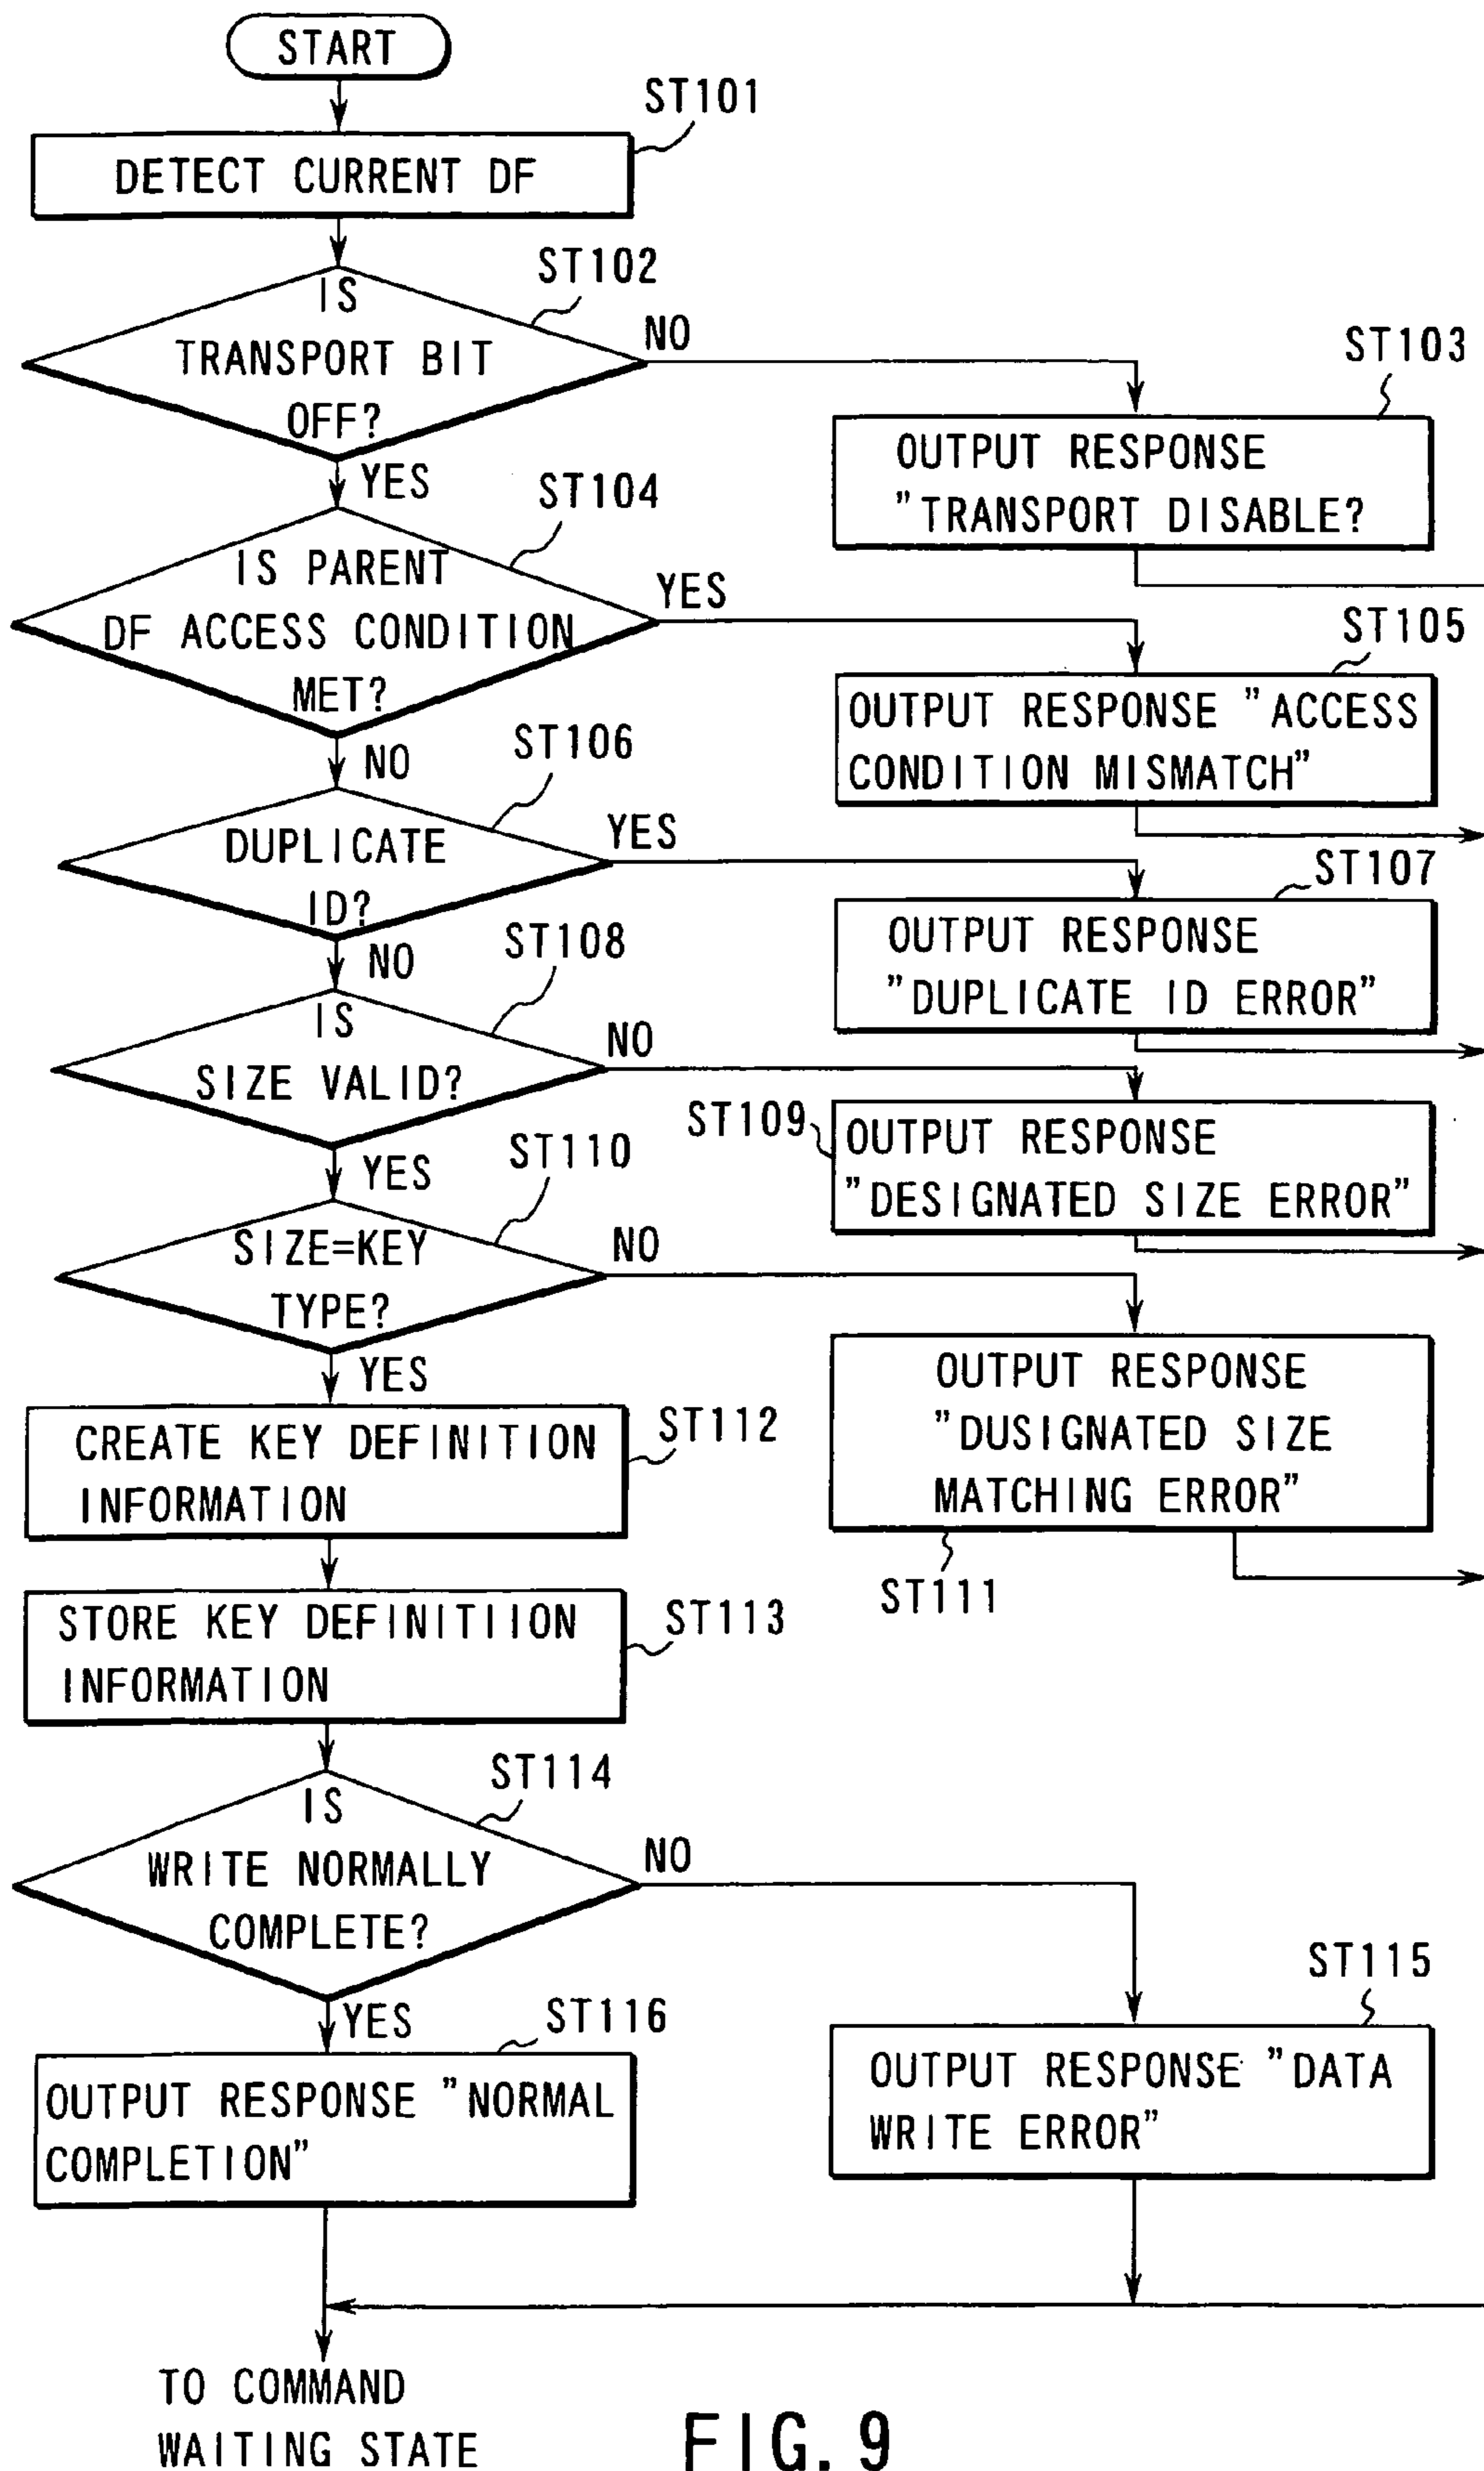 START
ST101
DETECT CURRENT DF
ST102
IS
TRANSPORT BIT
OFF?
NO
YES
ST103
OUTPUT RESPONSE
"TRANSPORT DISABLE?
ST104
IS PARENT
DF ACCESS CONDITION
MET?
YES
NO
ST105
OUTPUT RESPONSE "ACCESS
CONDITION MISMATCH"
ST106
DUPLICATE
ID?
YES
NO
ST107
OUTPUT RESPONSE
"DUPLICATE ID ERROR"
ST108
IS
SIZE VALID?
NO
YES
ST109
OUTPUT RESPONSE
"DESIGNATED SIZE ERROR"
ST110
SIZE=KEY
TYPE?
NO
YES
OUTPUT RESPONSE
"DUSIGNATED SIZE
MATCHING ERROR"
ST111
ST112
CREATE KEY DEFINITION
INFORMATION
ST113
STORE KEY DEFINITIION
INFORMATION
ST114
IS
WRITE NORMALLY
COMPLETE?
NO
YES
ST115
OUTPUT RESPONSE "DATA
WRITE ERROR"
ST116
OUTPUT RESPONSE "NORMAL
COMPLETION"
TO COMMAND
WAITING STATE
FIG. 9